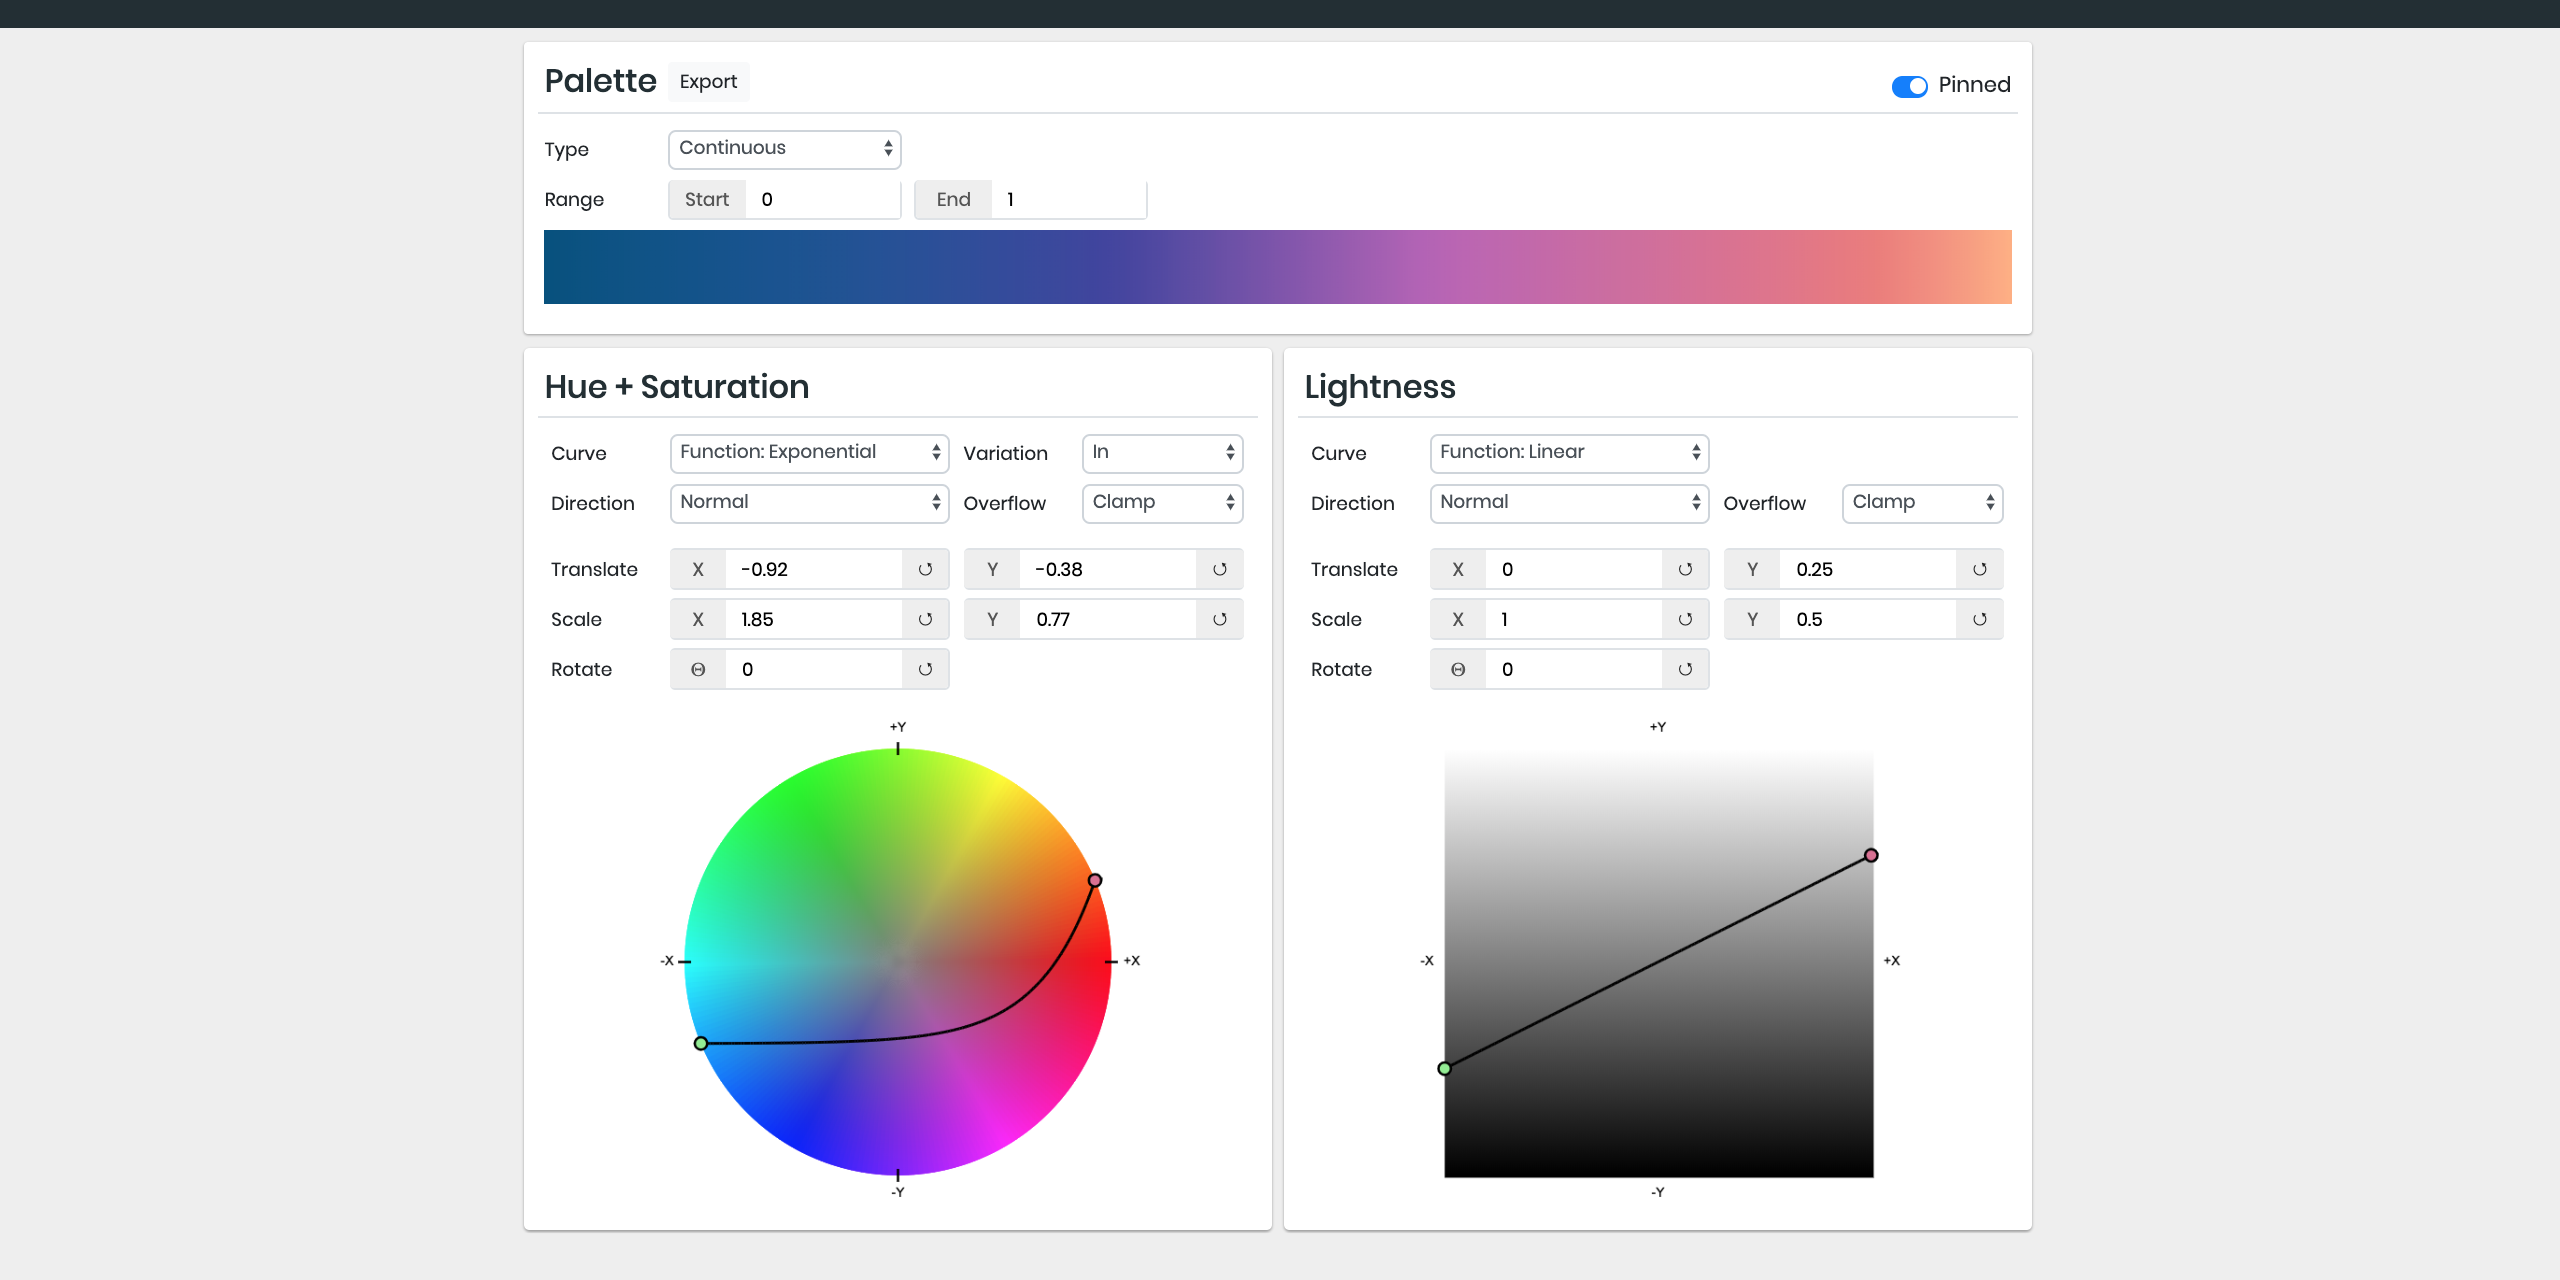 Palette Export Pinned
Type Continuous
Range Start 0 End 1
Hue + Saturation
Curve Function: Exponential Variation In
Direction Normal Overflow Clamp
Translate X -0.92 Y -0.38
Scale X 1.85 Y 0.77
Rotate Θ 0
+Y
-X +X
-Y
Lightness
Curve Function: Linear
Direction Normal Overflow Clamp
Translate X 0 Y 0.25
Scale X 1 Y 0.5
Rotate Θ 0
+Y
-X +X
-Y